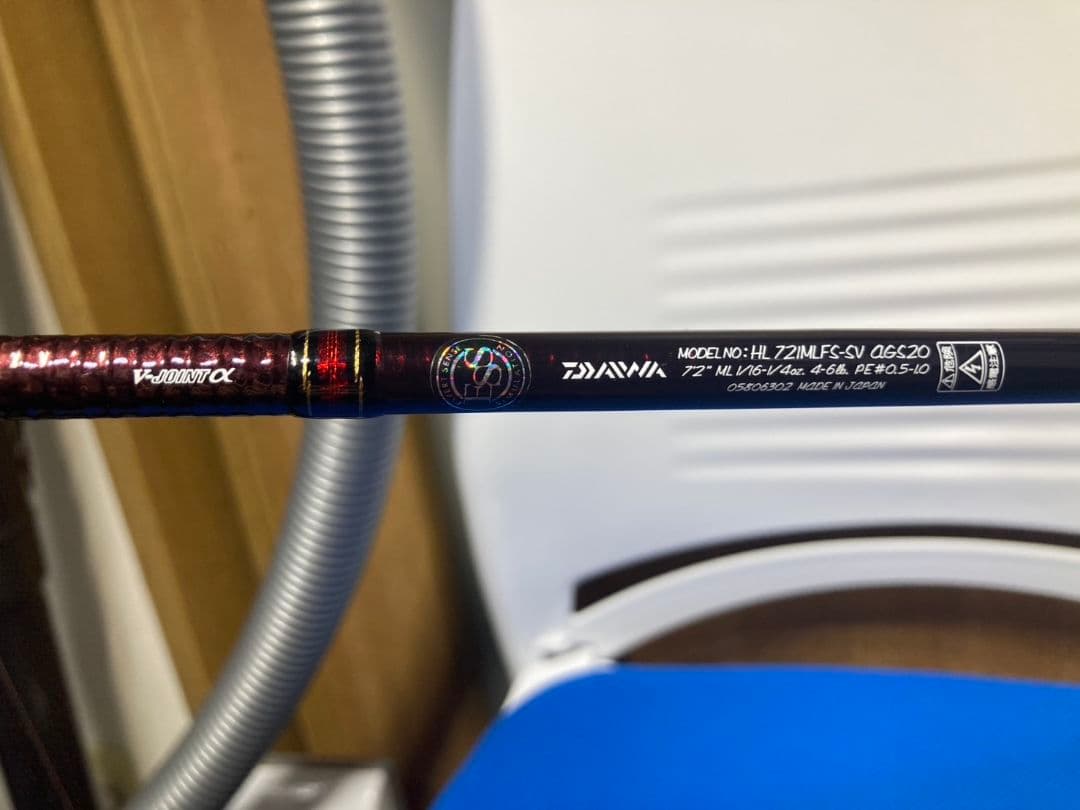 V-JOINT α
DAIWA
MODEL NO: HL 721MLFS-SV AGS20
7'2" ML 1/16-1/4oz. 4-6lb. PE#0.5-1.0
05806302 MADE IN JAPAN